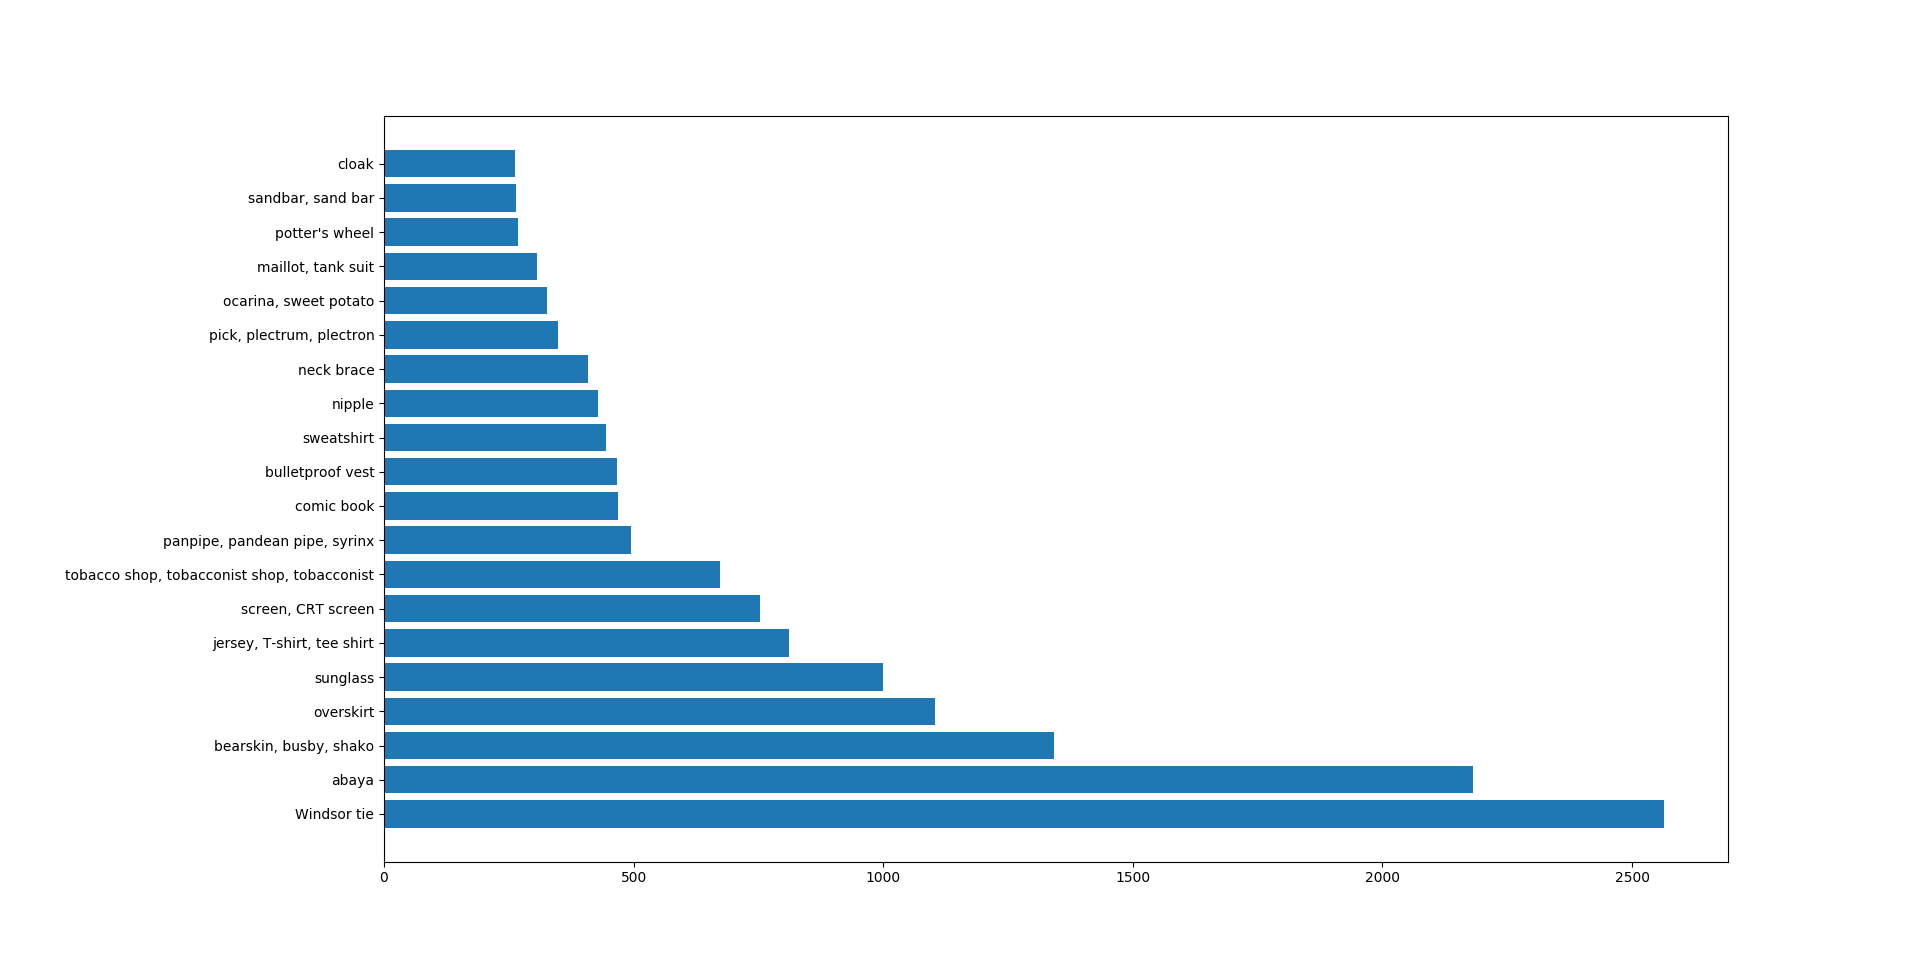 cloak
sandbar, sand bar
potter's wheel
maillot, tank suit
ocarina, sweet potato
pick, plectrum, plectron
neck brace
nipple
sweatshirt
bulletproof vest
comic book
panpipe, pandean pipe, syrinx
tobacco shop, tobacconist shop, tobacconist
screen, CRT screen
jersey, T-shirt, tee shirt
sunglass
overskirt
bearskin, busby, shako
abaya
Windsor tie
0 500 1000 1500 2000 2500